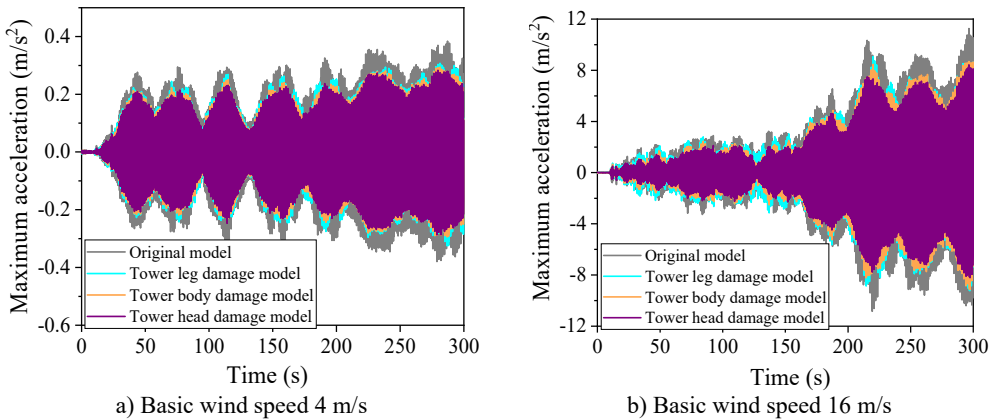 Maximum acceleration (m/s²)
0.4
0.2
0.0
-0.2
-0.4
-0.6
Original model
Tower leg damage model
Tower body damage model
Tower head damage model
0 50 100 150 200 250 300
Time (s)
a) Basic wind speed 4 m/s
Maximum acceleration (m/s²)
12
8
4
0
-4
-8
-12
Original model
Tower leg damage model
Tower body damage model
Tower head damage model
0 50 100 150 200 250 300
Time (s)
b) Basic wind speed 16 m/s